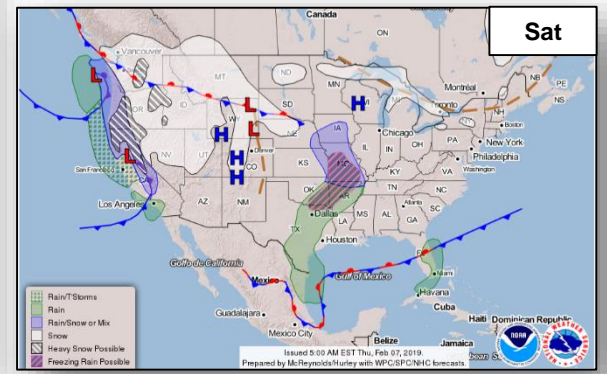 Sat
Canada
ON
Vancouver
MT
ND
MN
Montréal
NB
PE
NS
OR
ID
SD
WI
MI
Toronto
NH
Boston
WY
NE
IA
Chicago
PA
New York
Philadelphia
Washington
NV
UT
Denver
CO
KS
MO
IL
IN
OH
KY
VA
San Francisco
Los Angeles
AZ
NM
OK
AR
TN
NC
SC
Atlanta
Dallas
LA
MS
AL
GA
TX
Houston
Golfo de California
Mexico
Gulf of Mexico
Miami
Havana
Cuba
Guadalajara
Mexico City
Belize
Haiti
Dominican Republic
Jamaica
L
L
L
L
H
H
H
H
H
Rain/T'Storms
Rain
Rain/Snow or Mix
Snow
Heavy Snow Possible
Freezing Rain Possible
Issued 5:00 AM EST Thu, Feb 07, 2019.
Prepared by McReynolds/Hurley with WPC/SPC/NHC forecasts.
NOAA